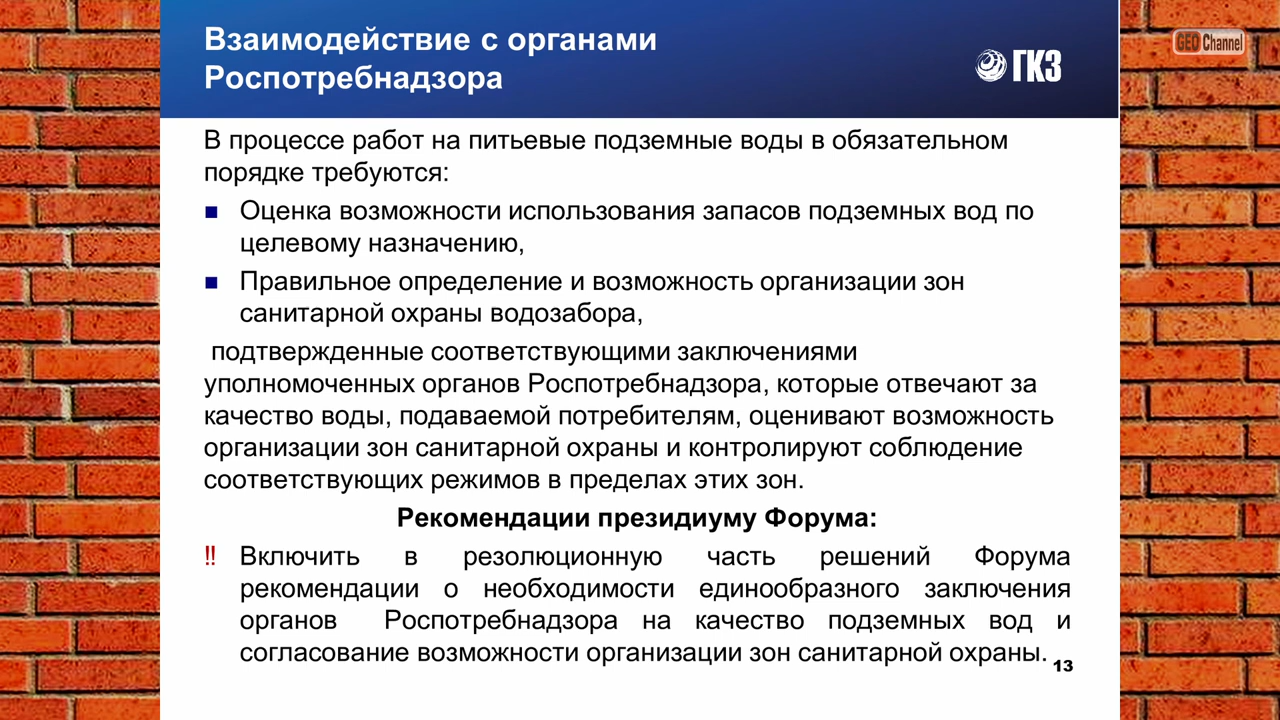 Взаимодействие с органами
Роспотребнадзора
ГКЗ
GEO Channel
В процессе работ на питьевые подземные воды в обязательном
порядке требуются:
Оценка возможности использования запасов подземных вод по
целевому назначению,
Правильное определение и возможность организации зон
санитарной охраны водозабора,
подтвержденные соответствующими заключениями
уполномоченных органов Роспотребнадзора, которые отвечают за
качество воды, подаваемой потребителям, оценивают возможность
организации зон санитарной охраны и контролируют соблюдение
соответствующих режимов в пределах этих зон.
Рекомендации президиуму Форума:
‼ Включить в резолюционную часть решений Форума
рекомендации о необходимости единообразного заключения
органов Роспотребнадзора на качество подземных вод и
согласование возможности организации зон санитарной охраны.
13